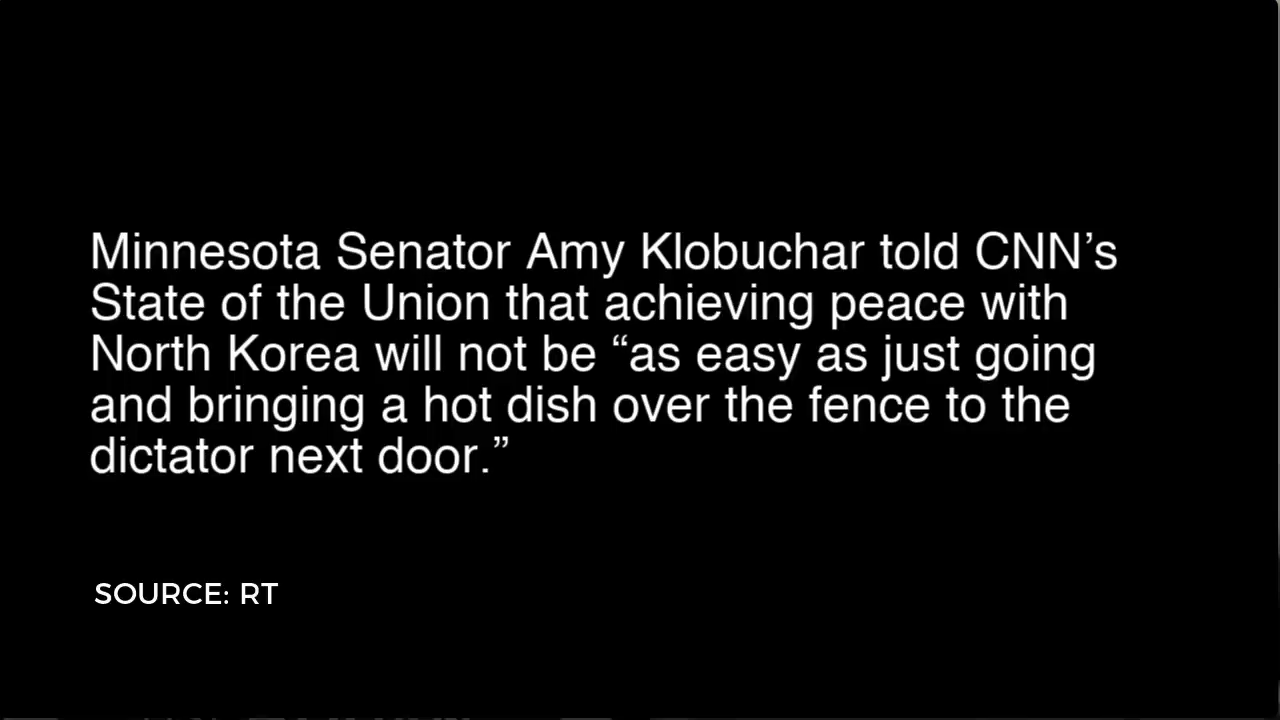 Minnesota Senator Amy Klobuchar told CNN’s
State of the Union that achieving peace with
North Korea will not be “as easy as just going
and bringing a hot dish over the fence to the
dictator next door.”
SOURCE: RT